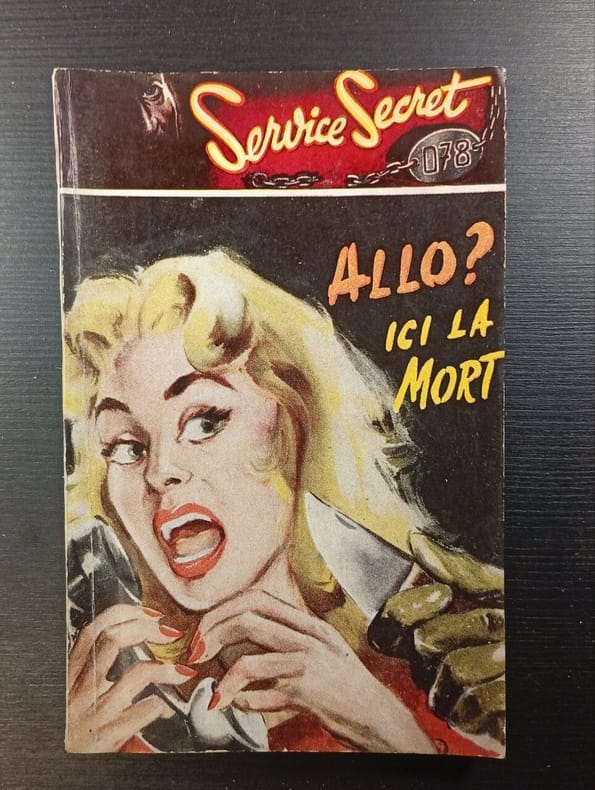 Service Secret
078
ALLO?
ICI LA
MORT